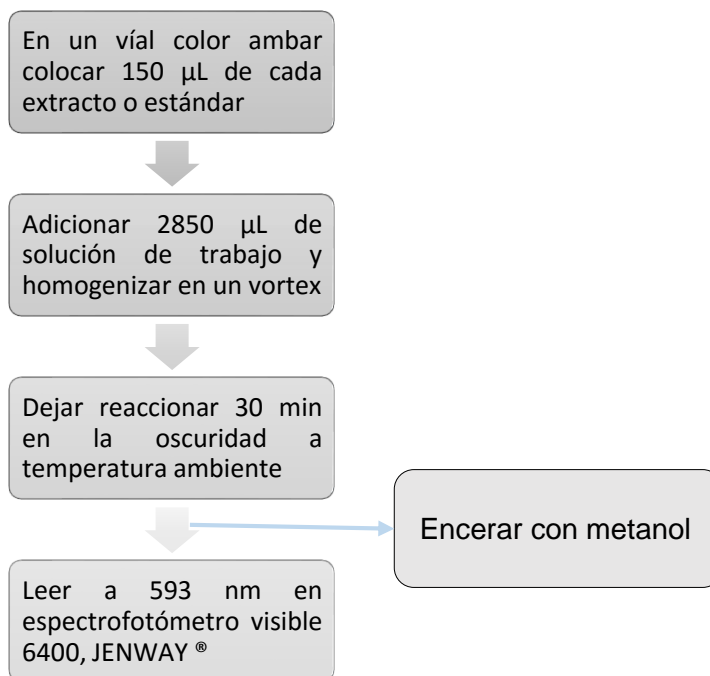 En un víal color ambar
colocar 150 µL de cada
extracto o estándar
Adicionar 2850 µL de
solución de trabajo y
homogenizar en un vortex
Dejar reaccionar 30 min
en la oscuridad a
temperatura ambiente
Encerar con metanol
Leer a 593 nm en
espectrofotómetro visible
6400, JENWAY ®